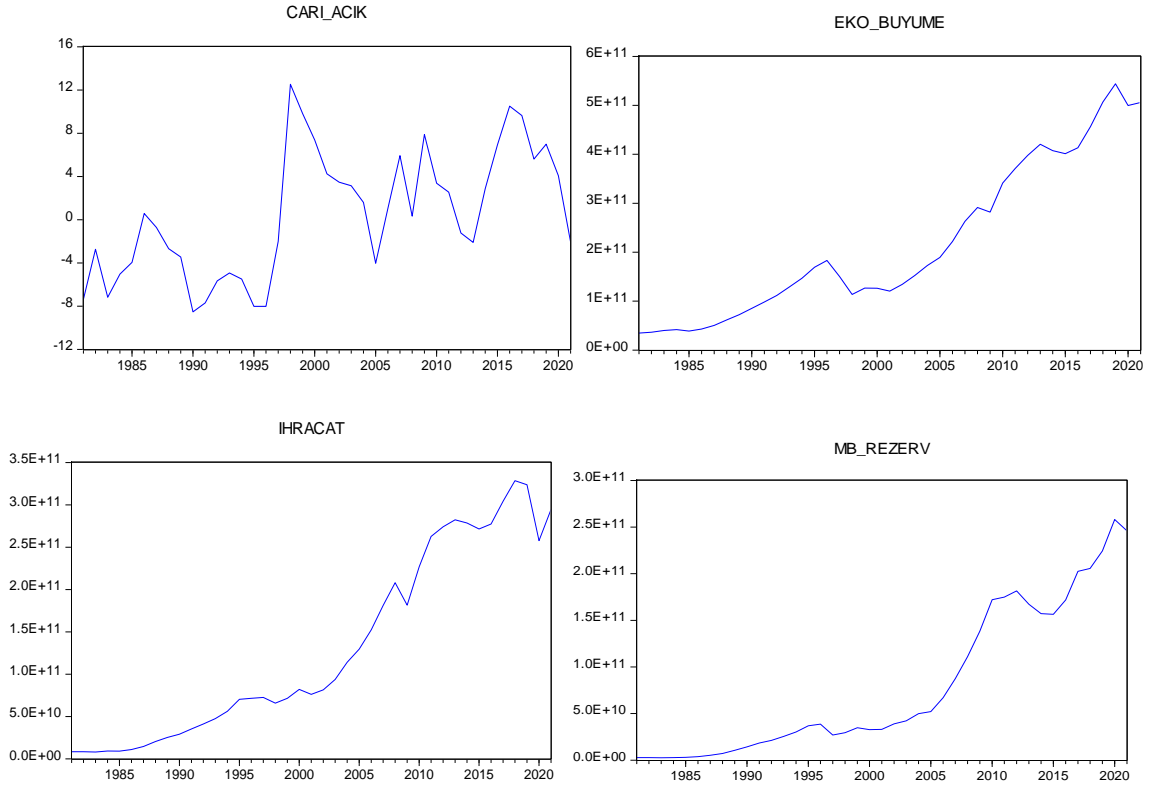 CARI_ACIK
16
12
8
4
0
-4
-8
-12
1985 1990 1995 2000 2005 2010 2015 2020
EKO_BUYUME
6E+11
5E+11
4E+11
3E+11
2E+11
1E+11
0E+00
1985 1990 1995 2000 2005 2010 2015 2020
IHRACAT
3.5E+11
3.0E+11
2.5E+11
2.0E+11
1.5E+11
1.0E+11
5.0E+10
0.0E+00
1985 1990 1995 2000 2005 2010 2015 2020
MB_REZERV
3.0E+11
2.5E+11
2.0E+11
1.5E+11
1.0E+11
5.0E+10
0.0E+00
1985 1990 1995 2000 2005 2010 2015 2020